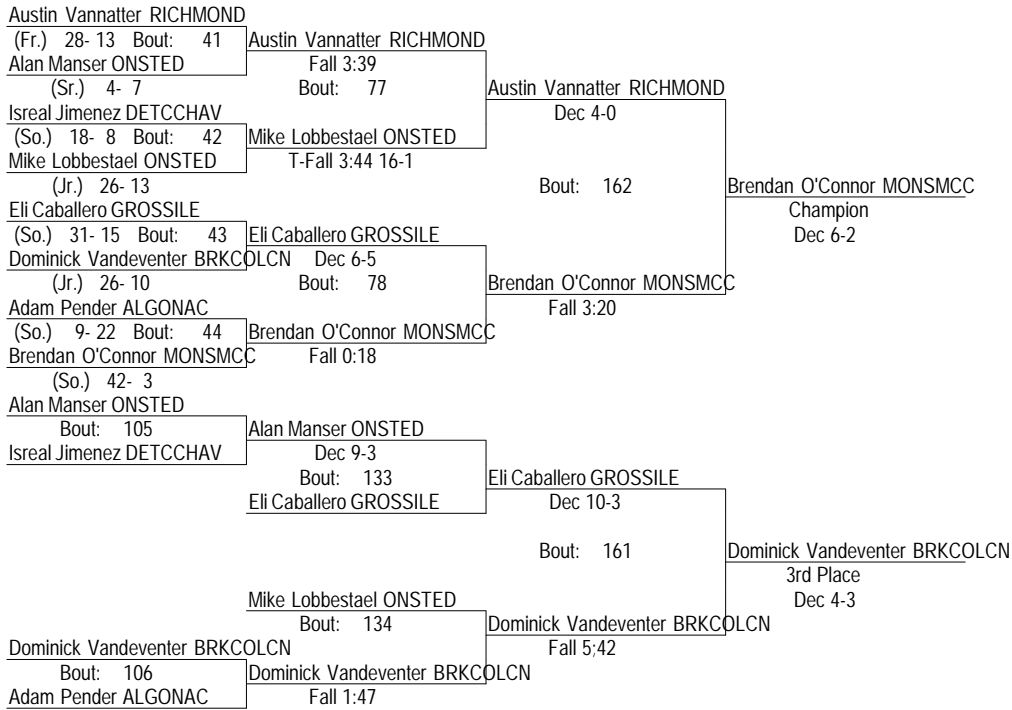 Austin Vannatter RICHMOND
(Fr.) 28- 13 Bout: 41
Austin Vannatter RICHMOND
Alan Manser ONSTED
Fall 3:39
(Sr.) 4- 7
Bout: 77
Austin Vannatter RICHMOND
Isreal Jimenez DETCCHAV
Dec 4-0
(So.) 18- 8 Bout: 42
Mike Lobbestael ONSTED
Mike Lobbestael ONSTED
T-Fall 3:44 16-1
(Jr.) 26- 13
Bout: 162
Brendan O'Connor MONSMCC
Eli Caballero GROSSILE
Champion
(So.) 31- 15 Bout: 43
Eli Caballero GROSSILE
Dec 6-2
Dominick Vandeventer BRKCOLCN
Dec 6-5
(Jr.) 26- 10
Bout: 78
Brendan O'Connor MONSMCC
Adam Pender ALGONAC
Fall 3:20
(So.) 9- 22 Bout: 44
Brendan O'Connor MONSMCC
Brendan O'Connor MONSMCC
Fall 0:18
(So.) 42- 3
Alan Manser ONSTED
Bout: 105
Alan Manser ONSTED
Isreal Jimenez DETCCHAV
Dec 9-3
Bout: 133
Eli Caballero GROSSILE
Eli Caballero GROSSILE
Dec 10-3
Bout: 161
Dominick Vandeventer BRKCOLCN
3rd Place
Mike Lobbestael ONSTED
Dec 4-3
Bout: 134
Dominick Vandeventer BRKCOLCN
Dominick Vandeventer BRKCOLCN
Fall 5;42
Bout: 106
Dominick Vandeventer BRKCOLCN
Adam Pender ALGONAC
Fall 1:47